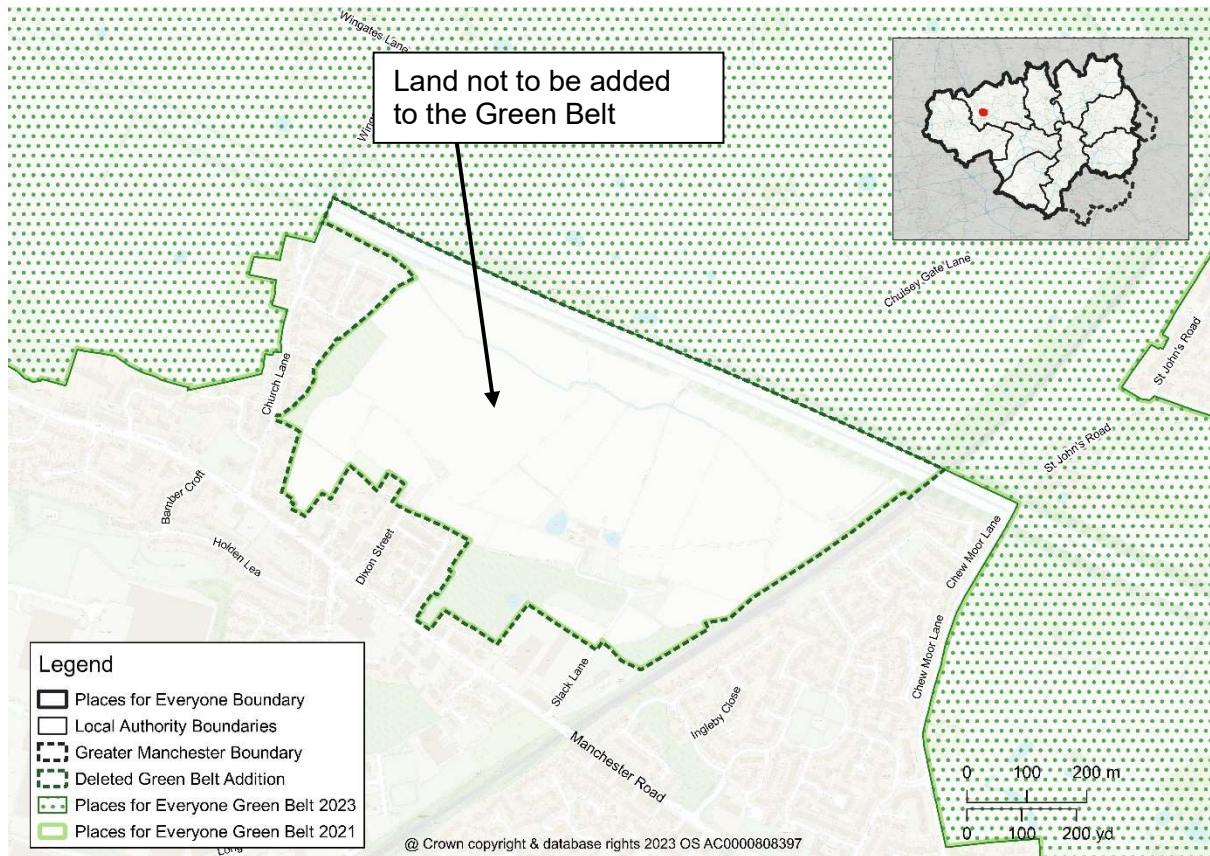 Wingates Lane
Land not to be added
to the Green Belt
Chulsey Gate Lane
St John's Road
St John's Road
Church Lane
Bamber Croft
Holden Lea
Dixon Street
Slack Lane
Ingleby Close
Chew Moor Lane
Chew Moor Lane
Manchester Road
Legend
Places for Everyone Boundary
Local Authority Boundaries
Greater Manchester Boundary
Deleted Green Belt Addition
Places for Everyone Green Belt 2023
Places for Everyone Green Belt 2021
0 100 200 m
0 100 200 yd
@ Crown copyright & database rights 2023 OS AC0000808397